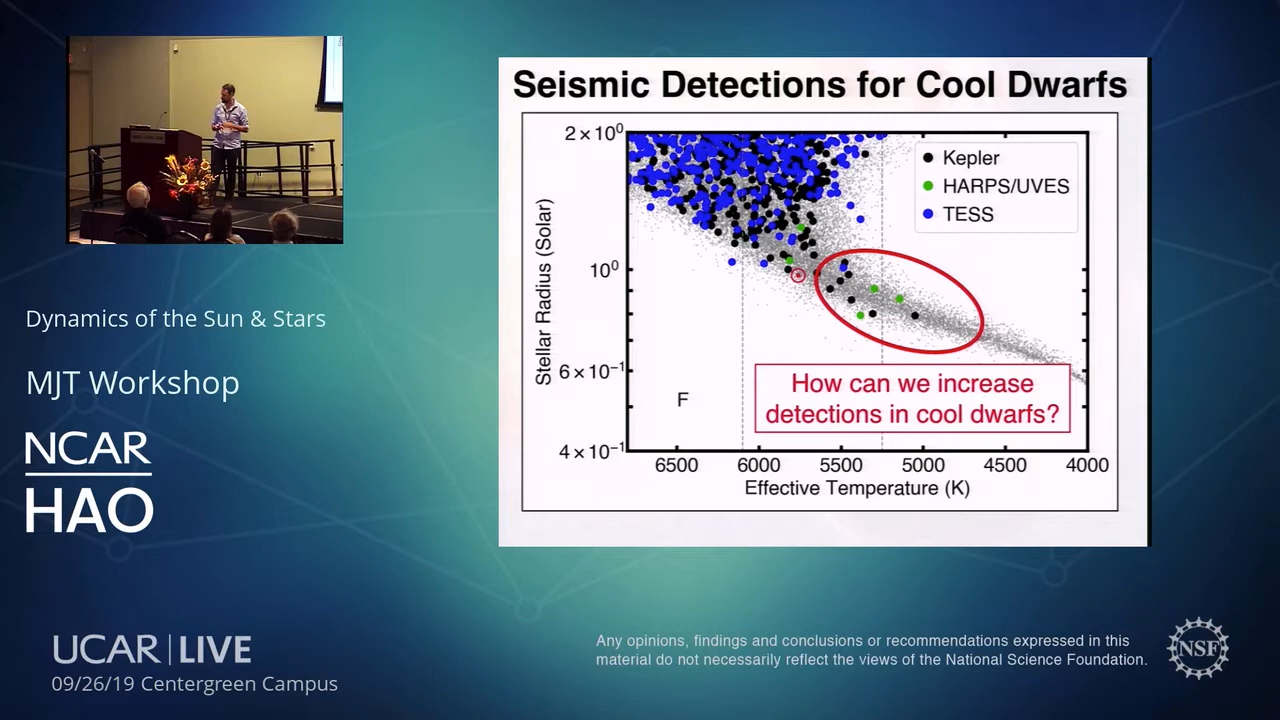 Seismic Detections for Cool Dwarfs
2 × 10⁰
10⁰
6 × 10⁻¹
4 × 10⁻¹
Stellar Radius (Solar)
Kepler
HARPS/UVES
TESS
How can we increase
detections in cool dwarfs?
F
6500 6000 5500 5000 4500 4000
Effective Temperature (K)
Dynamics of the Sun & Stars
MJT Workshop
NCAR
HAO
UCAR | LIVE
09/26/19 Centergreen Campus
Any opinions, findings and conclusions or recommendations expressed in this
material do not necessarily reflect the views of the National Science Foundation.
NSF